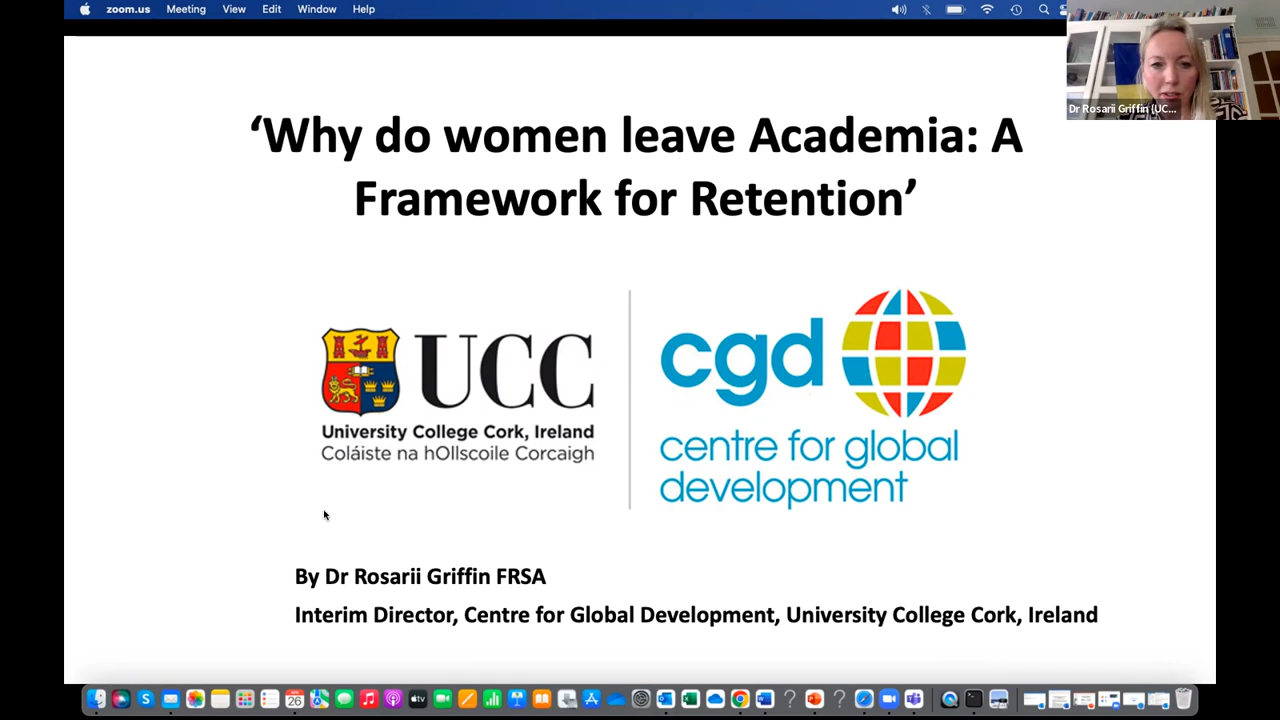 zoom.us Meeting View Edit Window Help
Dr Rosarii Griffin (UC...
‘Why do women leave Academia: A
Framework for Retention’
UCC
University College Cork, Ireland
Coláiste na hOllscoile Corcaigh
cgd
centre for global
development
By Dr Rosarii Griffin FRSA
Interim Director, Centre for Global Development, University College Cork, Ireland
26